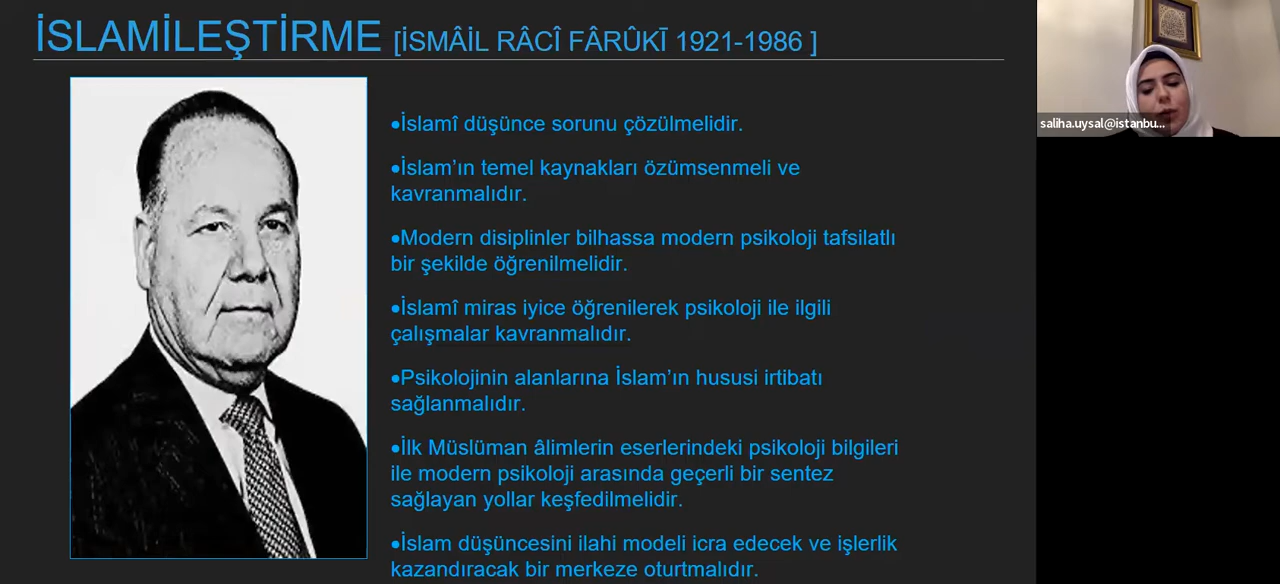 İSLAMİLEŞTİRME [İSMÂİL RÂCÎ FÂRÛKĪ 1921-1986 ]
•İslamî düşünce sorunu çözülmelidir.
•İslam’ın temel kaynakları özümsenmeli ve
kavranmalıdır.
•Modern disiplinler bilhassa modern psikoloji tafsilatlı
bir şekilde öğrenilmelidir.
•İslamî miras iyice öğrenilerek psikoloji ile ilgili
çalışmalar kavranmalıdır.
•Psikolojinin alanlarına İslam’ın hususi irtibatı
sağlanmalıdır.
•İlk Müslüman âlimlerin eserlerindeki psikoloji bilgileri
ile modern psikoloji arasında geçerli bir sentez
sağlayan yollar keşfedilmelidir.
•İslam düşüncesini ilahi modeli icra edecek ve işlerlik
kazandıracak bir merkeze oturtmalıdır.
saliha.uysal@istanbu...